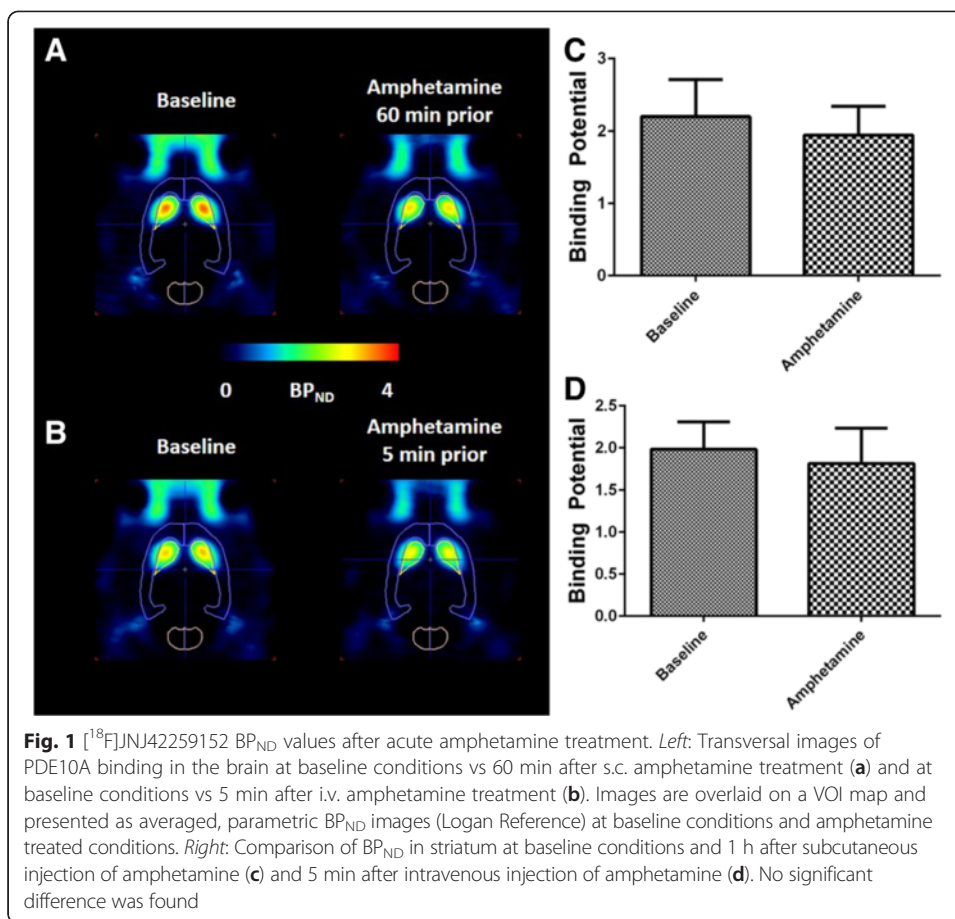 A
Baseline
Amphetamine
60 min prior
0 BP_ND 4
B
Baseline
Amphetamine
5 min prior
C
Binding Potential
3
2
1
0
Baseline
Amphetamine
D
Binding Potential
2.5
2.0
1.5
1.0
0.5
0.0
Baseline
Amphetamine
Fig. 1 [¹⁸F]JNJ42259152 BP_ND values after acute amphetamine treatment. Left: Transversal images of
PDE10A binding in the brain at baseline conditions vs 60 min after s.c. amphetamine treatment (a) and at
baseline conditions vs 5 min after i.v. amphetamine treatment (b). Images are overlaid on a VOI map and
presented as averaged, parametric BP_ND images (Logan Reference) at baseline conditions and amphetamine
treated conditions. Right: Comparison of BP_ND in striatum at baseline conditions and 1 h after subcutaneous
injection of amphetamine (c) and 5 min after intravenous injection of amphetamine (d). No significant
difference was found